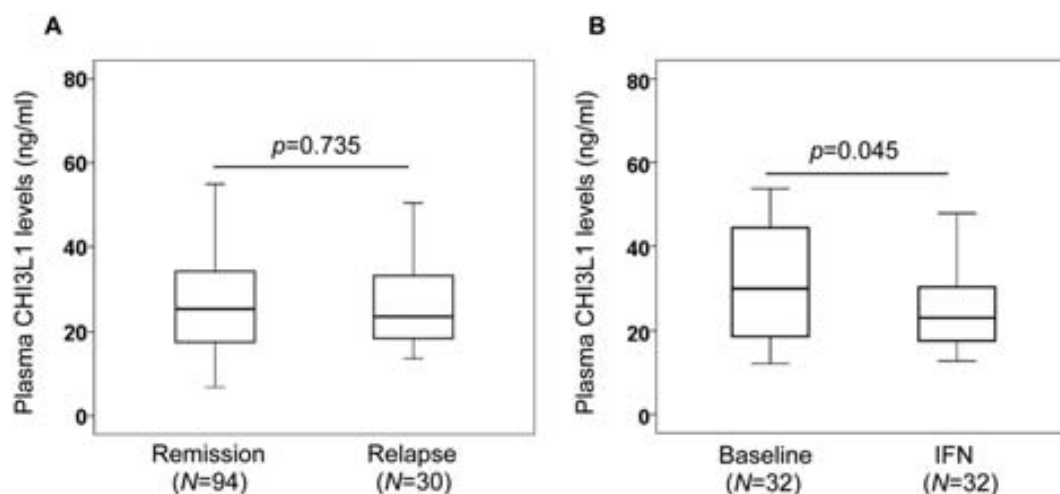 A
Plasma CHI3L1 levels (ng/ml)
80
60
40
20
0
p=0.735
Remission
(N=94)
Relapse
(N=30)
B
Plasma CHI3L1 levels (ng/ml)
80
60
40
20
0
p=0.045
Baseline
(N=32)
IFN
(N=32)